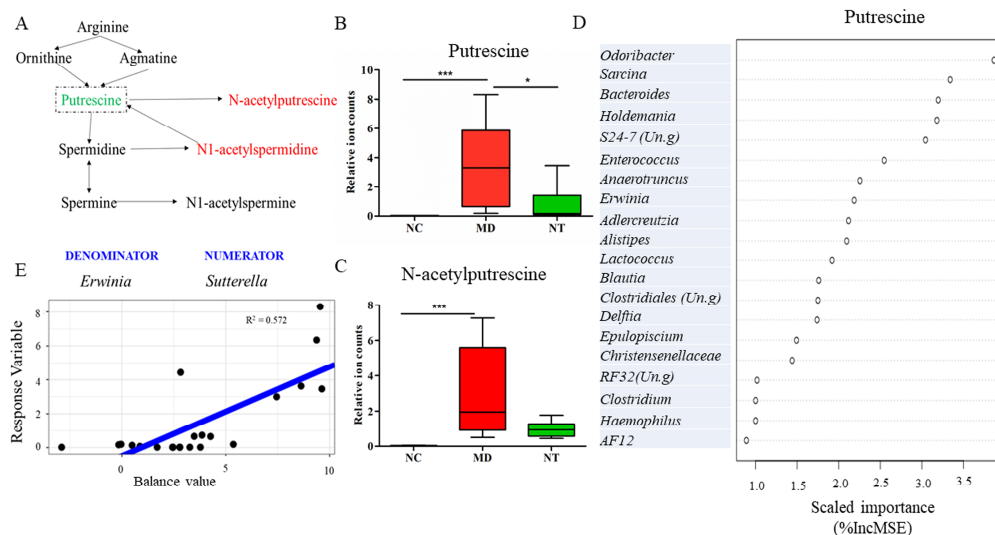 A
Arginine
Ornithine
Agmatine
Putrescine
N-acetylputrescine
Spermidine
N1-acetylspermidine
Spermine
N1-acetylspermine
B
Putrescine
Relative ion counts
10
8
6
4
2
0
***
*
NC
MD
NT
C
N-acetylputrescine
Relative ion counts
8
6
4
2
0
***
NC
MD
NT
D
Putrescine
Odoribacter
Sarcina
Bacteroides
Holdemania
S24-7 (Un.g)
Enterococcus
Anaerotruncus
Erwinia
Adlercreutzia
Alistipes
Lactococcus
Blautia
Clostridiales (Un.g)
Delftia
Epulopiscium
Christensenellaceae
RF32(Un.g)
Clostridium
Haemophilus
AF12
1.0
1.5
2.0
2.5
3.0
3.5
Scaled importance
(%IncMSE)
E
DENOMINATOR
NUMERATOR
Erwinia
Sutterella
R² = 0.572
Response Variable
8
6
4
2
0
0
5
10
Balance value